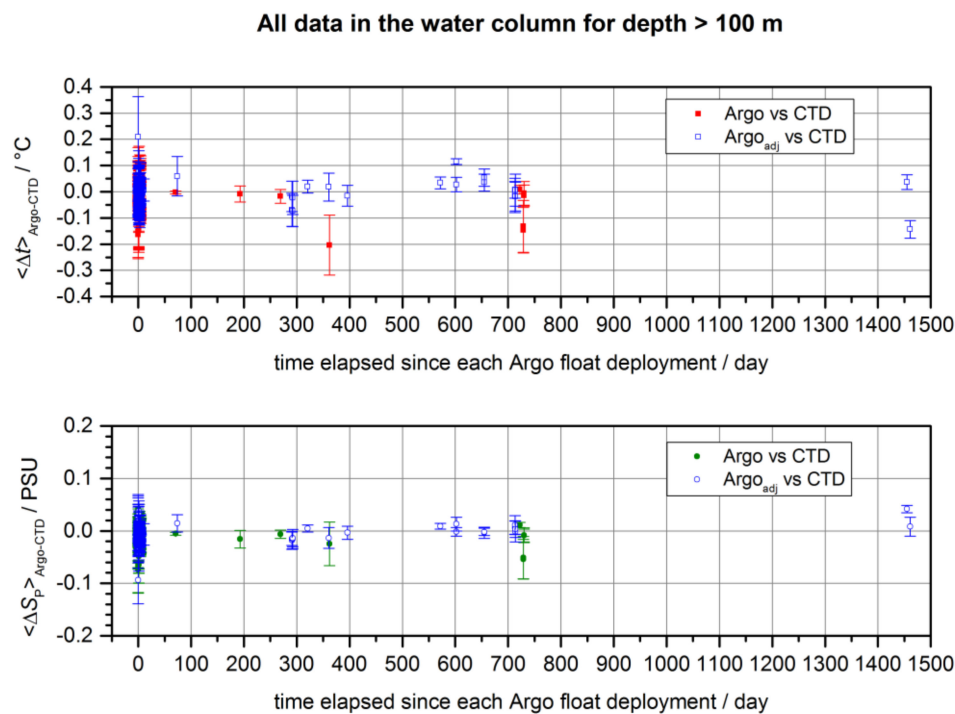 All data in the water column for depth > 100 m
<Δt>Argo-CTD / °C
0.4
0.3
0.2
0.1
0.0
-0.1
-0.2
-0.3
-0.4
Argo vs CTD
Argoadj vs CTD
0 100 200 300 400 500 600 700 800 900 1000 1100 1200 1300 1400 1500
time elapsed since each Argo float deployment / day
<ΔSP>Argo-CTD / PSU
0.2
0.1
0.0
-0.1
-0.2
Argo vs CTD
Argoadj vs CTD
0 100 200 300 400 500 600 700 800 900 1000 1100 1200 1300 1400 1500
time elapsed since each Argo float deployment / day